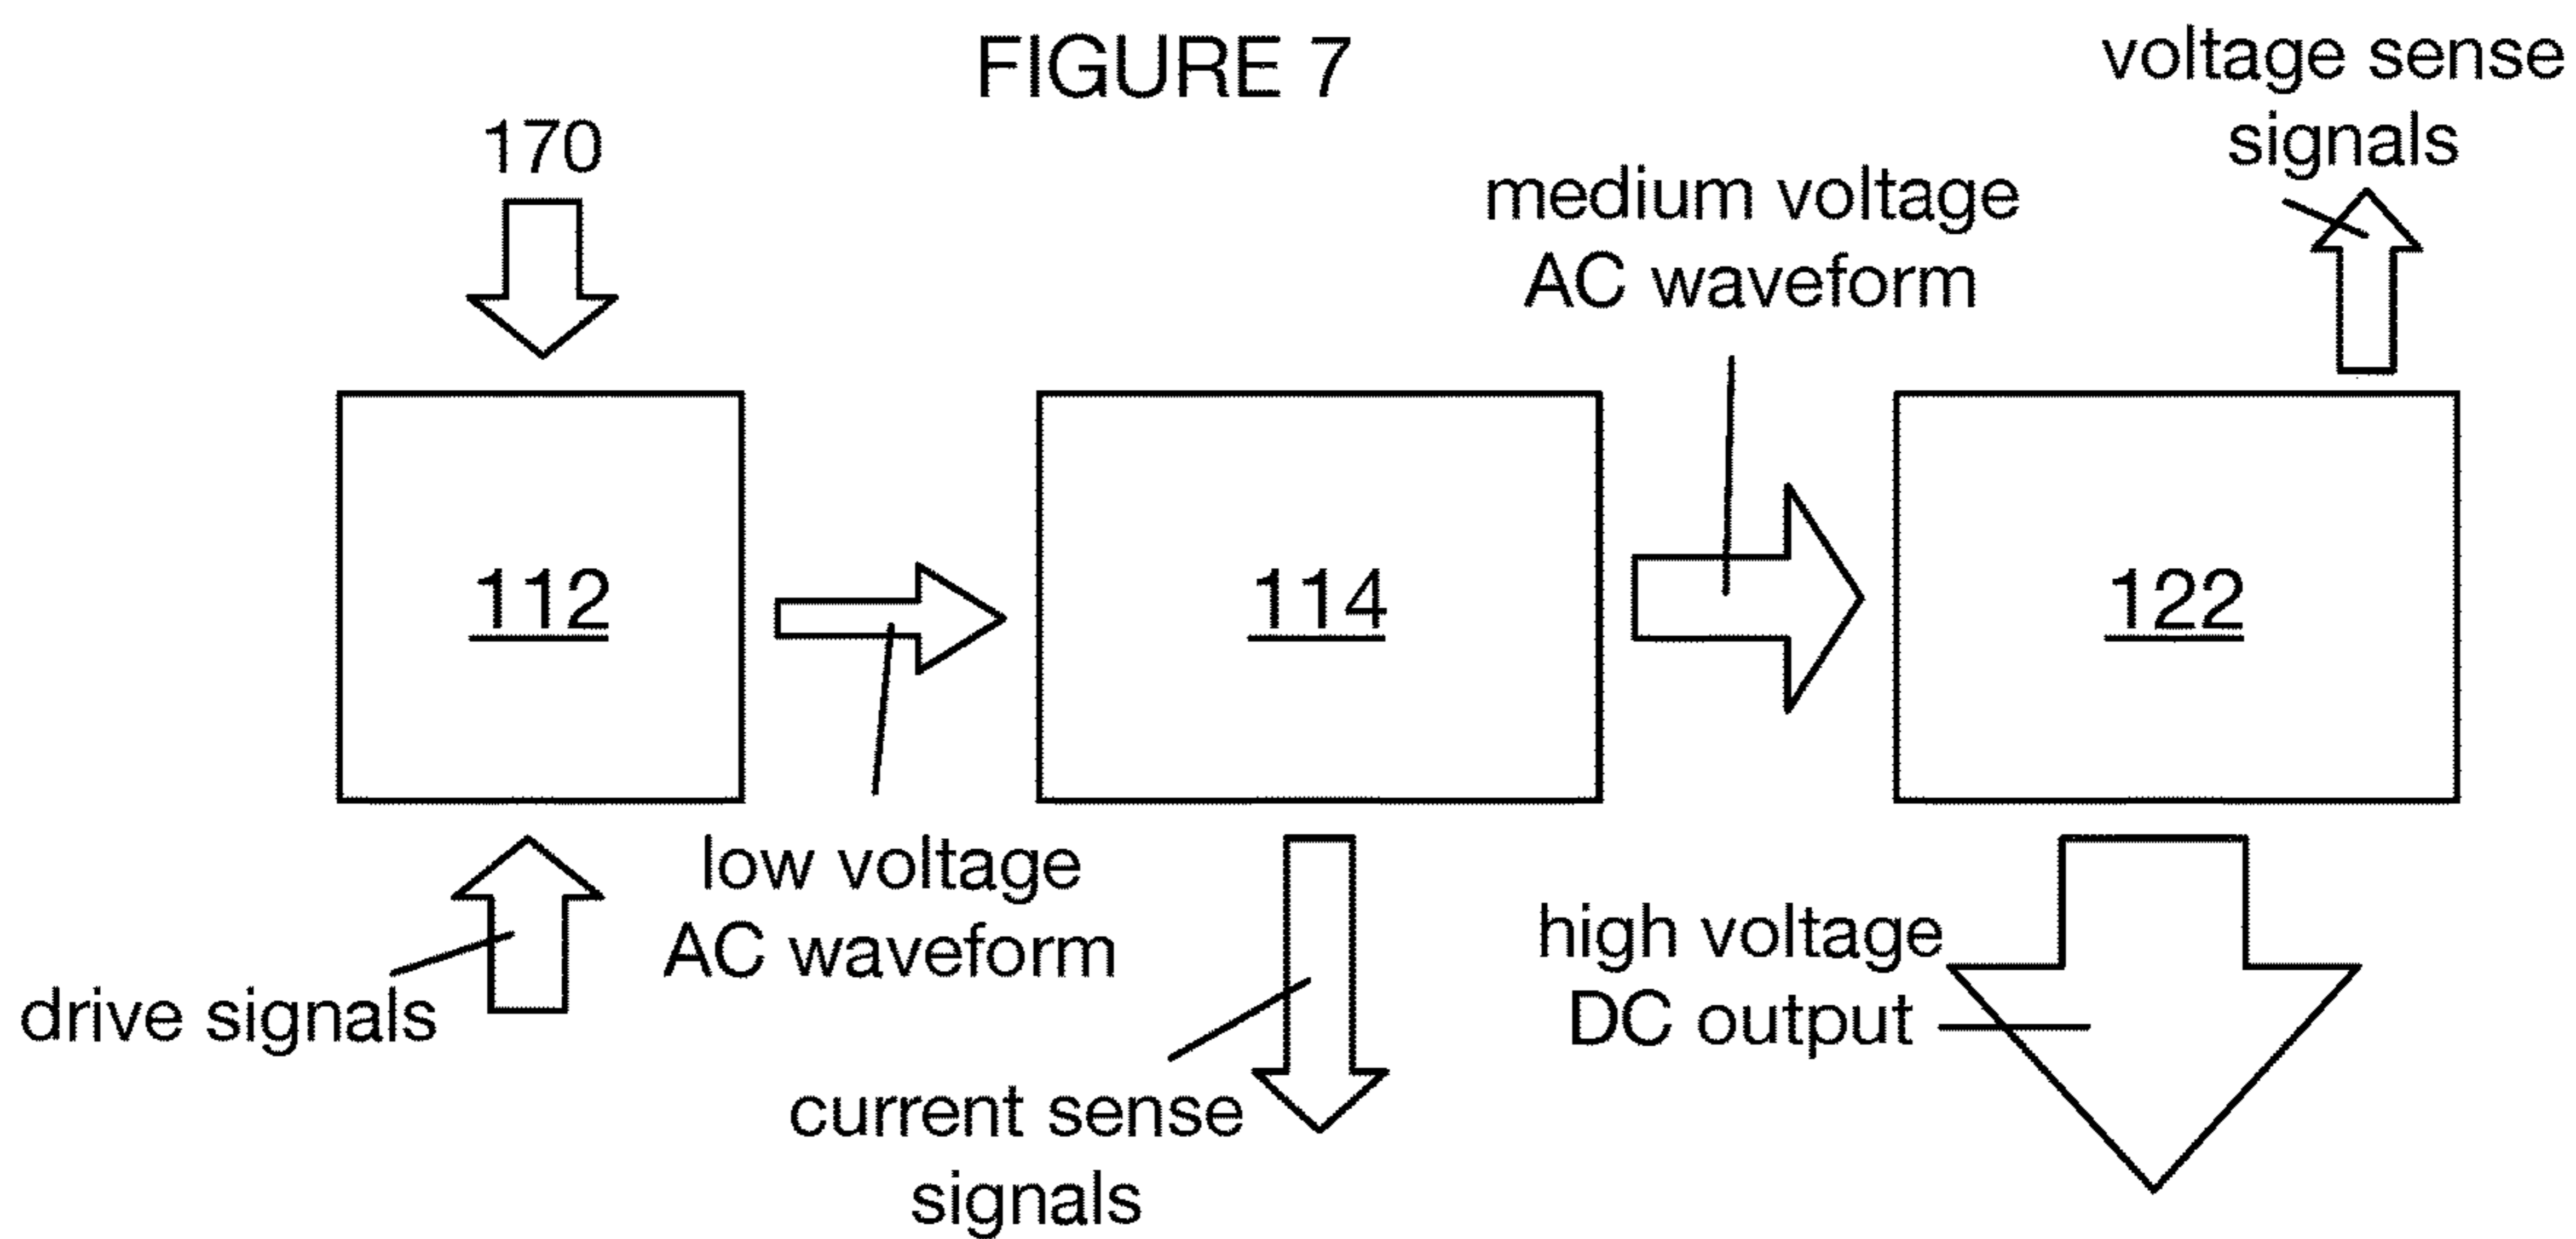 FIGURE 7
voltage sense
signals
170
medium voltage
AC waveform
112
114
122
low voltage
AC waveform
drive signals
high voltage
DC output
current sense
signals